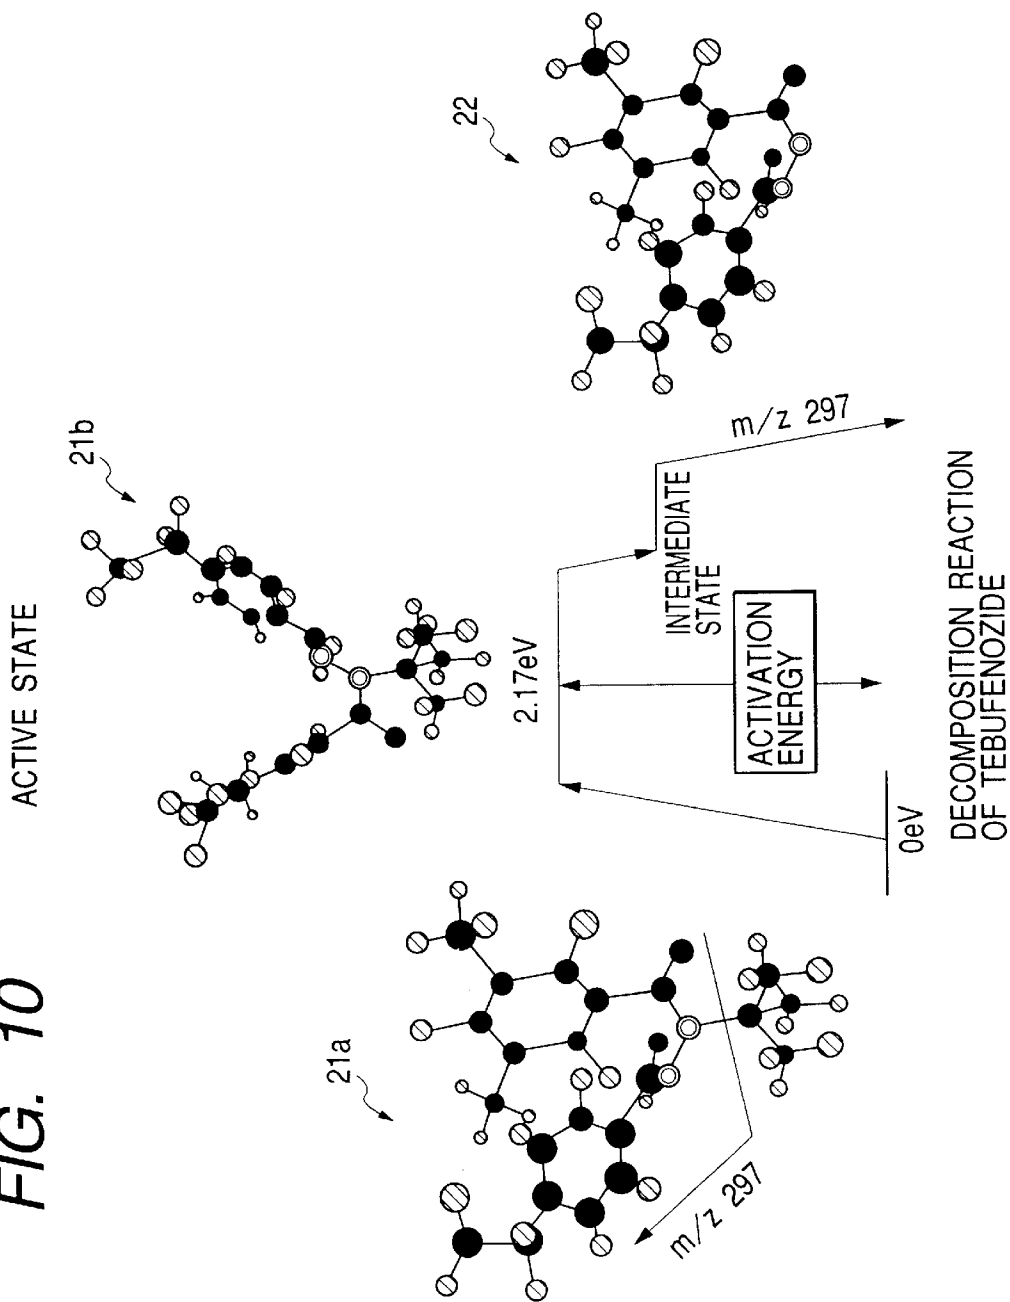 FIG. 10
ACTIVE STATE
21a
21b
22
m/z 297
0eV
2.17eV
ACTIVATION
ENERGY
INTERMEDIATE
STATE
m/z 297
DECOMPOSITION REACTION
OF TEBUFENOZIDE